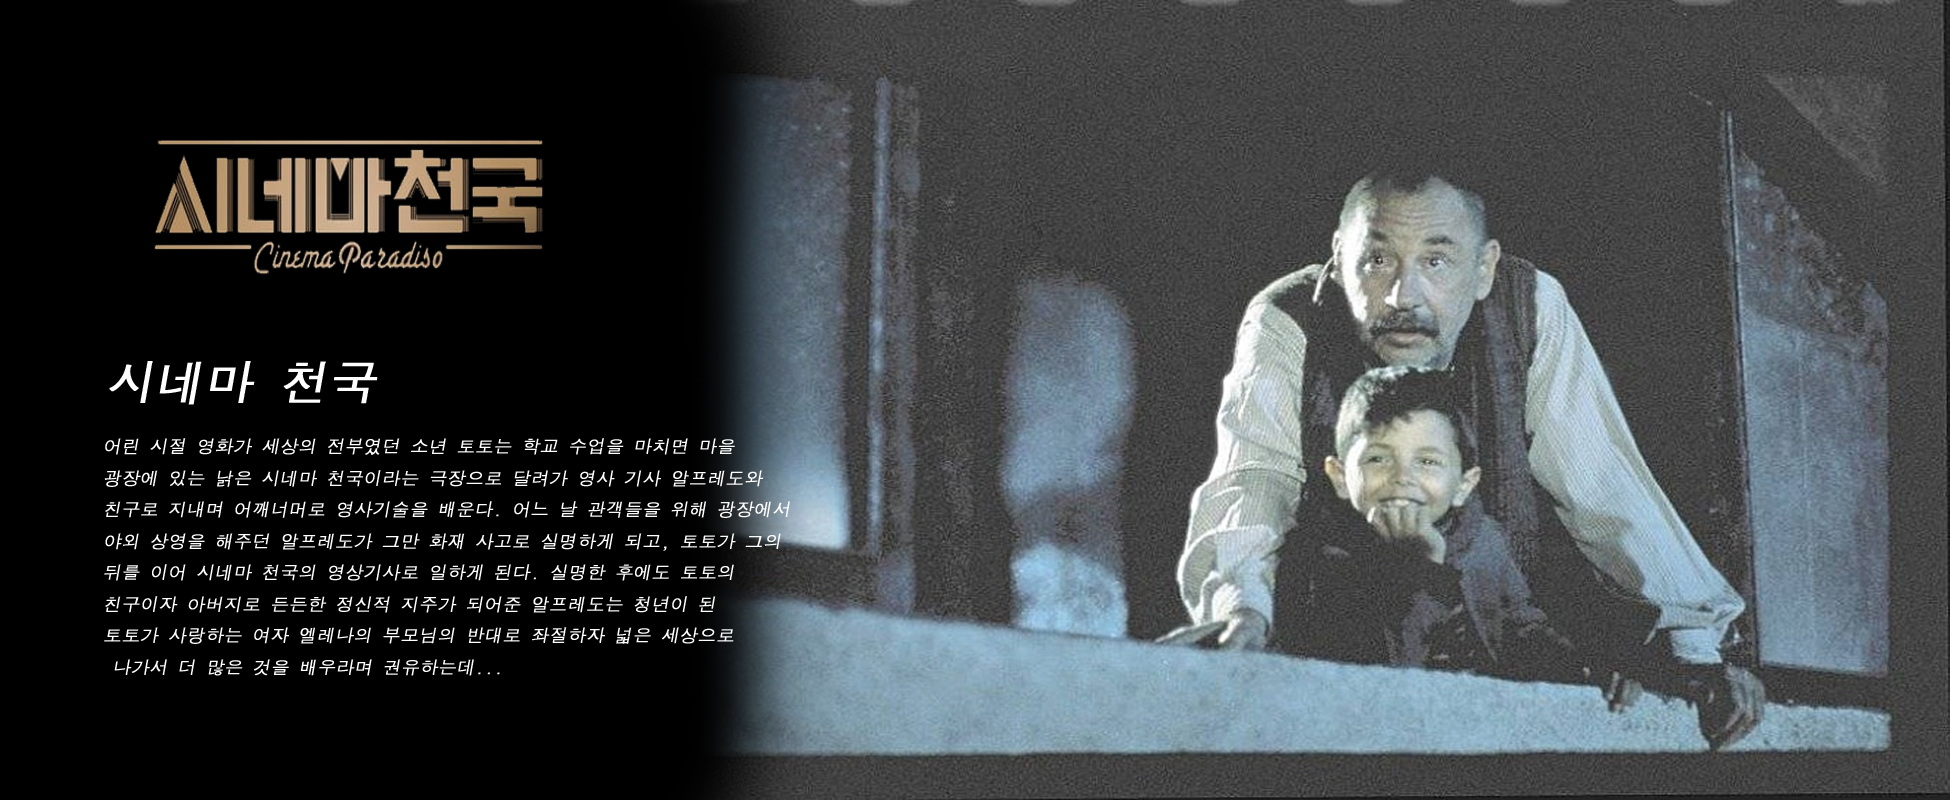 시네마천국
Cinema Paradiso
시네마 천국
어린 시절 영화가 세상의 전부였던 소년 토토는 학교 수업을 마치면 마을
광장에 있는 낡은 시네마 천국이라는 극장으로 달려가 영사 기사 알프레도와
친구로 지내며 어깨너머로 영사기술을 배운다. 어느 날 관객들을 위해 광장에서
야외 상영을 해주던 알프레도가 그만 화재 사고로 실명하게 되고, 토토가 그의
뒤를 이어 시네마 천국의 영상기사로 일하게 된다. 실명한 후에도 토토의
친구이자 아버지로 든든한 정신적 지주가 되어준 알프레도는 청년이 된
토토가 사랑하는 여자 엘레나의 부모님의 반대로 좌절하자 넓은 세상으로
나가서 더 많은 것을 배우라며 권유하는데...